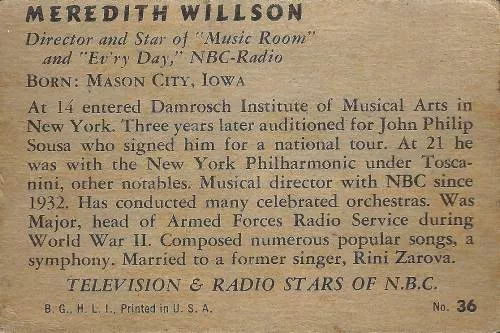 MEREDITH WILLSON
Director and Star of "Music Room"
and "Ev'ry Day," NBC-Radio
BORN: MASON CITY, IOWA
At 14 entered Damrosch Institute of Musical Arts in
New York. Three years later auditioned for John Philip
Sousa who signed him for a national tour. At 21 he
was with the New York Philharmonic under Tosca-
nini, other notables. Musical director with NBC since
1932. Has conducted many celebrated orchestras. Was
Major, head of Armed Forces Radio Service during
World War II. Composed numerous popular songs, a
symphony. Married to a former singer, Rini Zarova.
TELEVISION & RADIO STARS OF N.B.C.
B. G., H. L. I., Printed in U. S. A.
No. 36